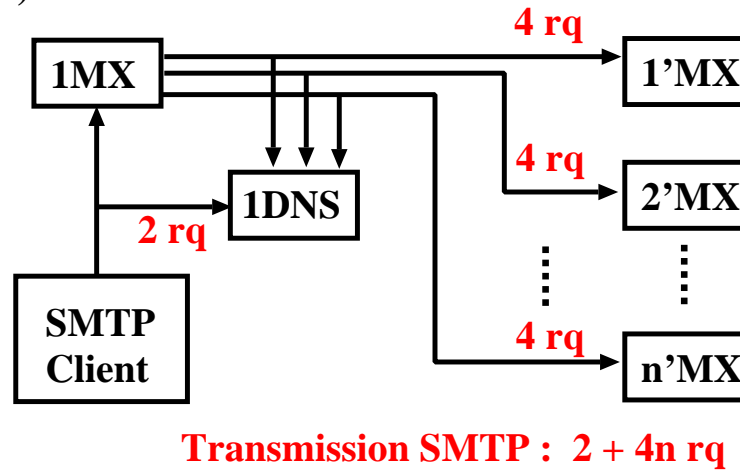 )
4 rq
1MX
1’MX
4 rq
1DNS
2’MX
2 rq
SMTP
Client
4 rq
n’MX
Transmission SMTP : 2 + 4n rq